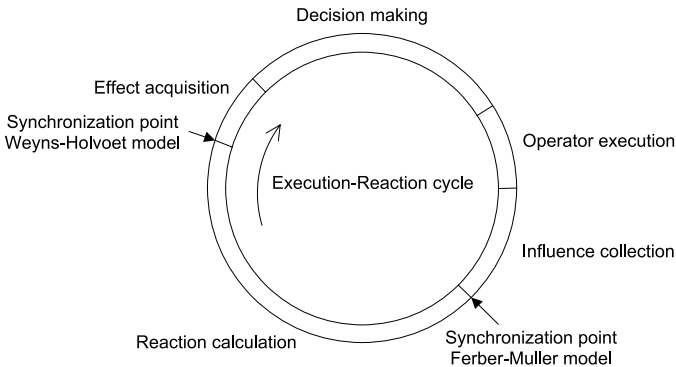 Decision making
Effect acquisition
Synchronization point
Weyns-Holvoet model
Operator execution
Execution-Reaction cycle
Influence collection
Reaction calculation
Synchronization point
Ferber-Muller model